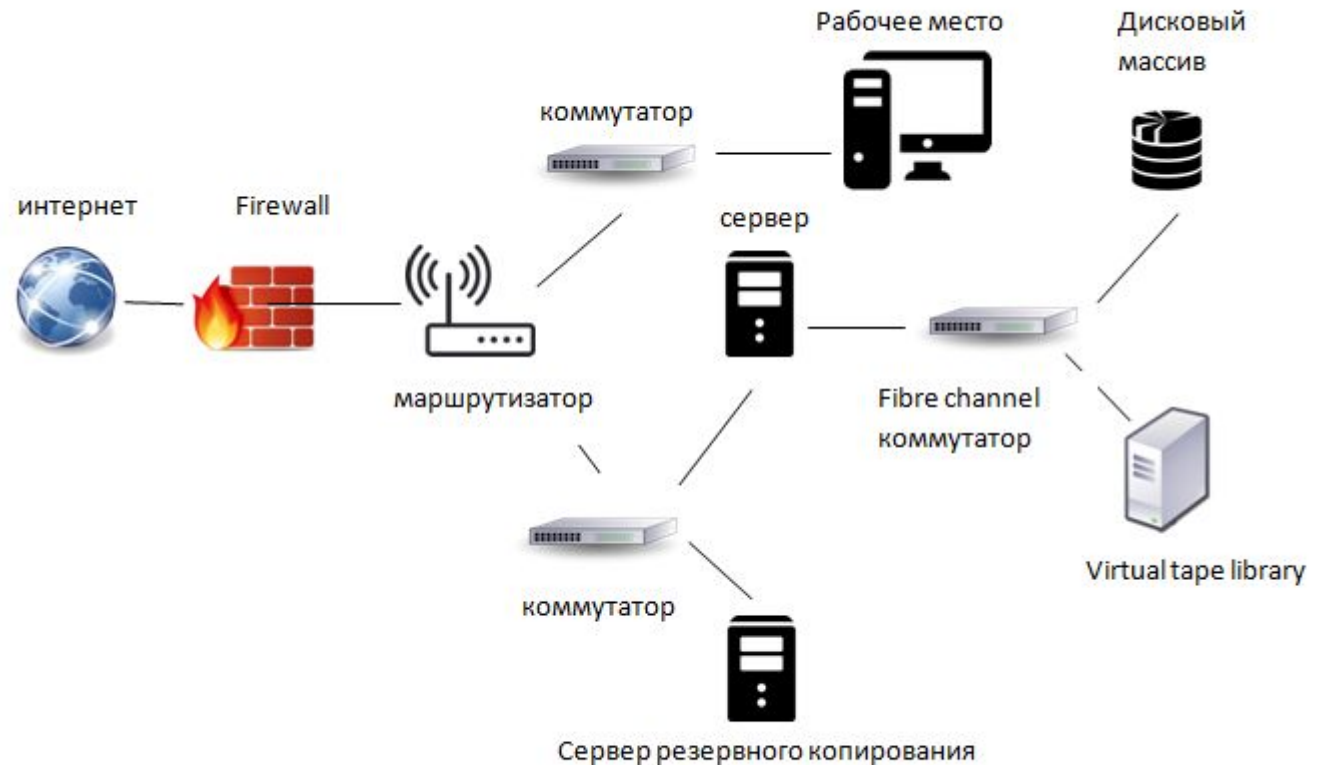 Рабочее место
Дисковый
массив
коммутатор
интернет
Firewall
сервер
маршрутизатор
Fibre channel
коммутатор
Virtual tape library
коммутатор
Сервер резервного копирования